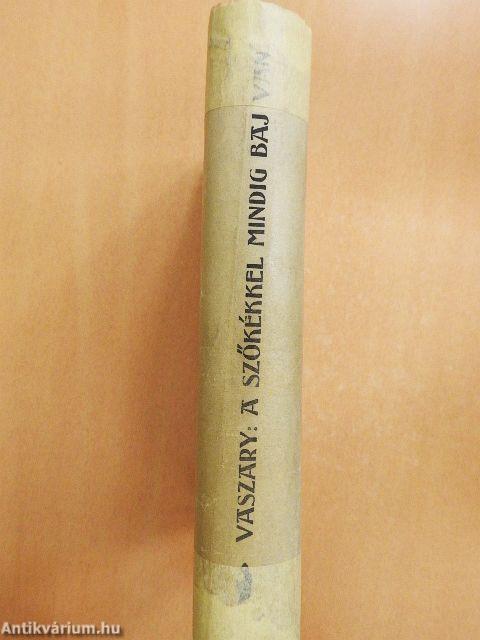 VASZARY: A SZŐKÉKKEL MINDIG BAJ VAN
Antikvárium.hu